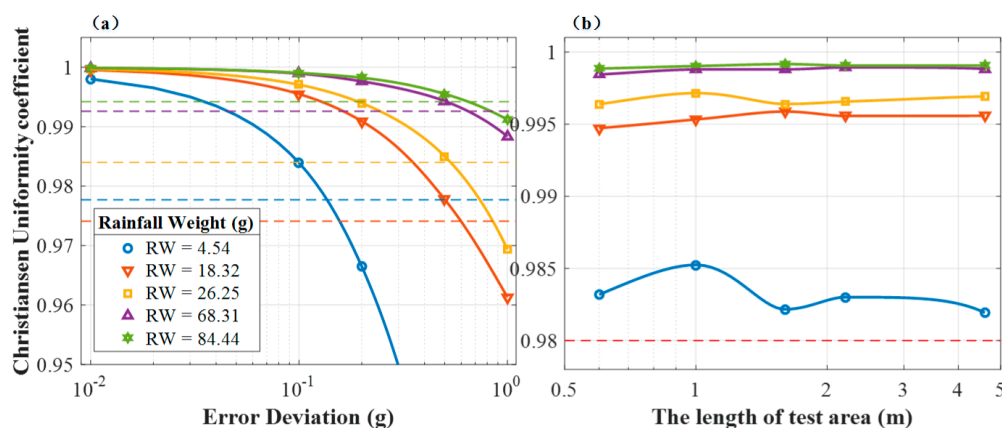 (a)
Christiansen Uniformity coefficient
1
0.99
0.98
0.97
0.96
0.95
Rainfall Weight (g)
RW = 4.54
RW = 18.32
RW = 26.25
RW = 68.31
RW = 84.44
10-2
10-1
100
Error Deviation (g)
(b)
1
0.995
0.99
0.985
0.98
0.5
1
2
3
4
5
The length of test area (m)